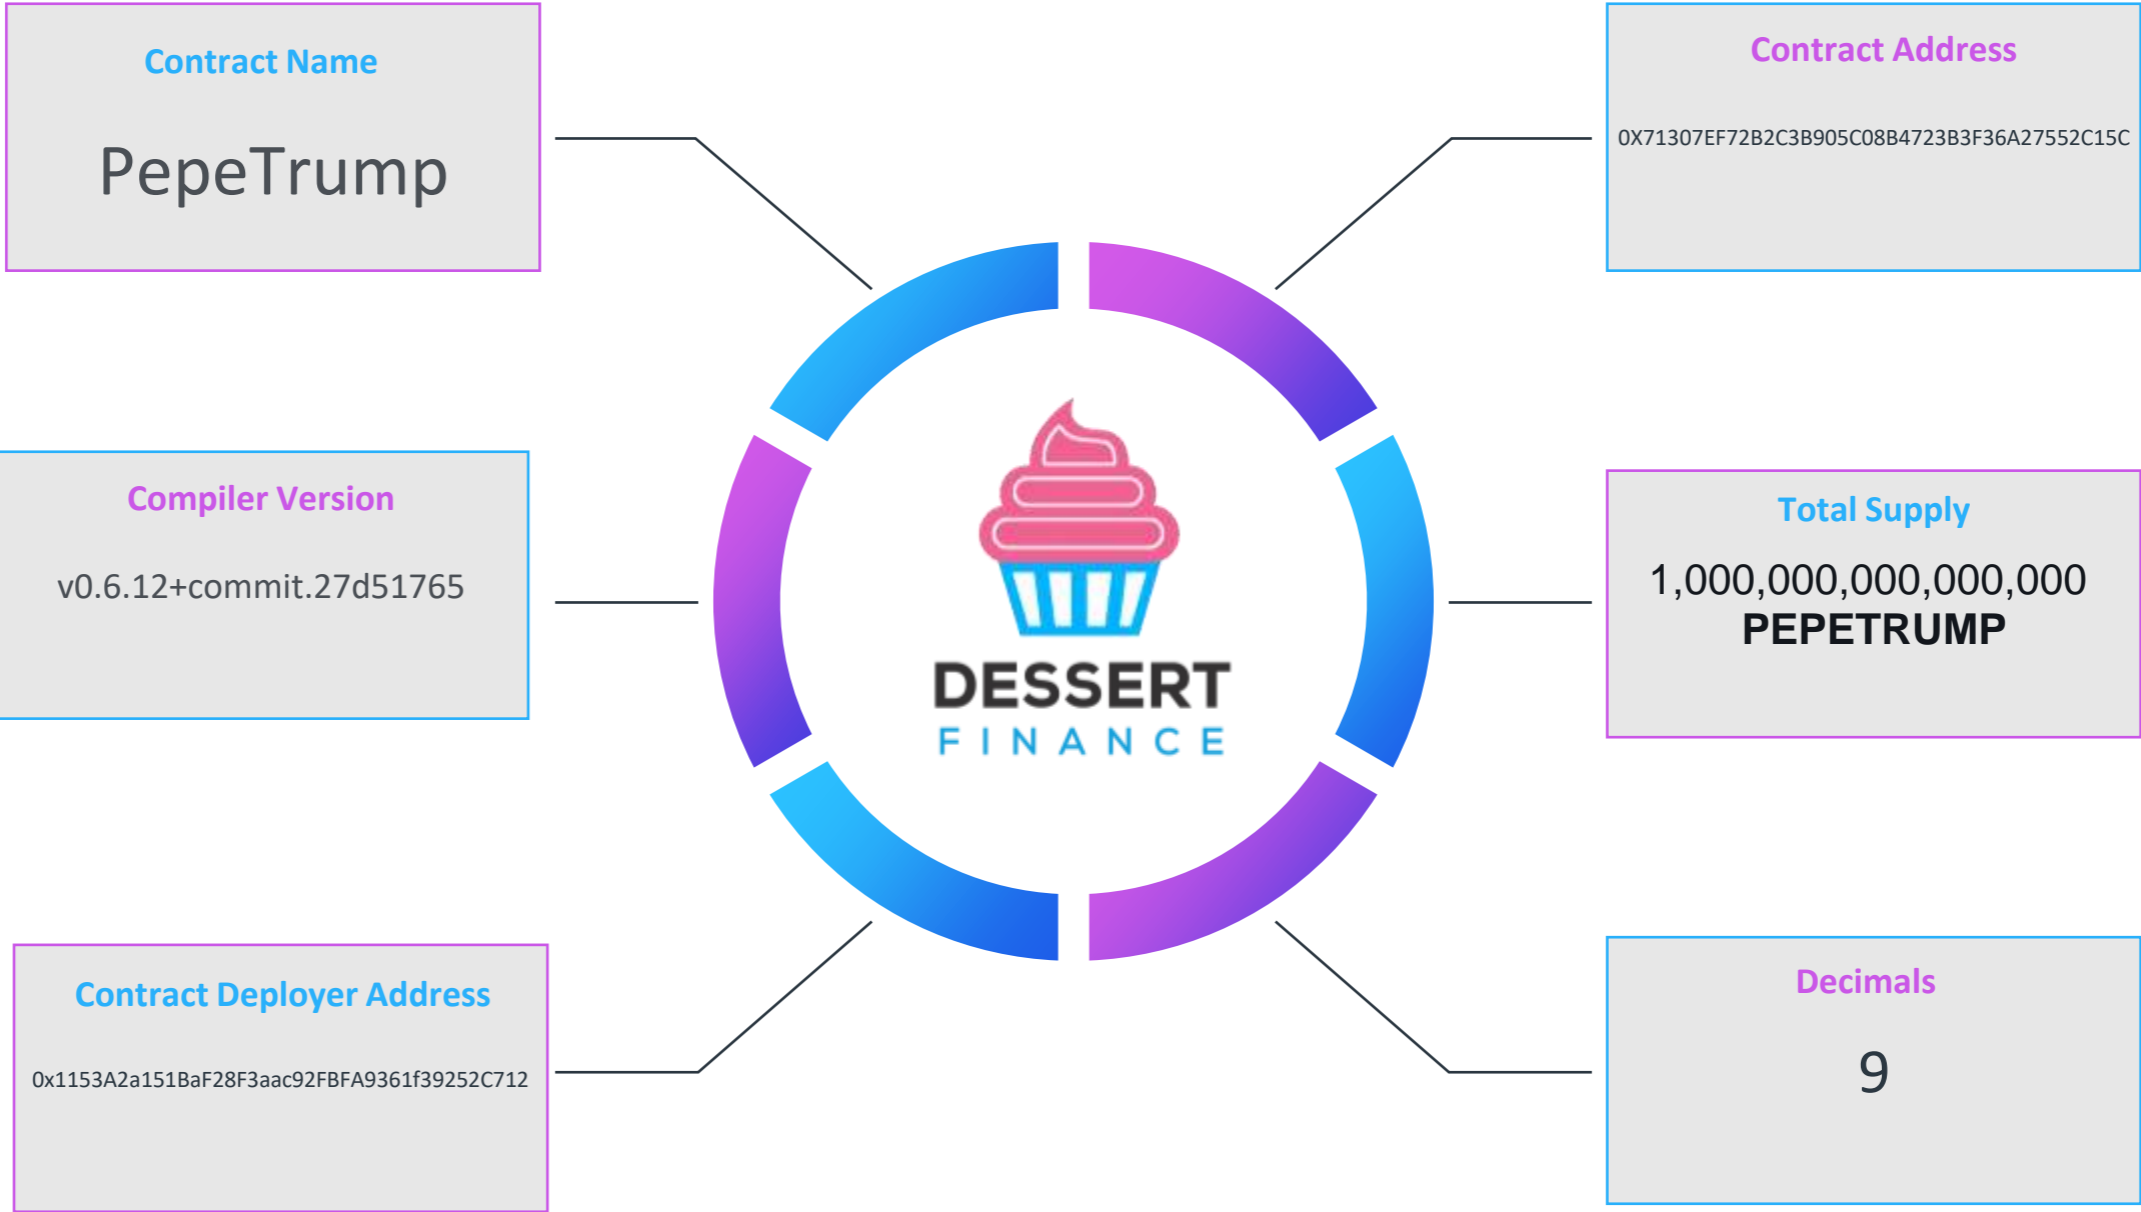 Contract Name
PepeTrump
Contract Address
0X71307EF72B2C3B905C08B4723B3F36A27552C15C
Compiler Version
v0.6.12+commit.27d51765
DESSERT
FINANCE
Total Supply
1,000,000,000,000,000
PEPETRUMP
Contract Deployer Address
0x1153A2a151BaF28F3aac92FBFA9361f39252C712
Decimals
9